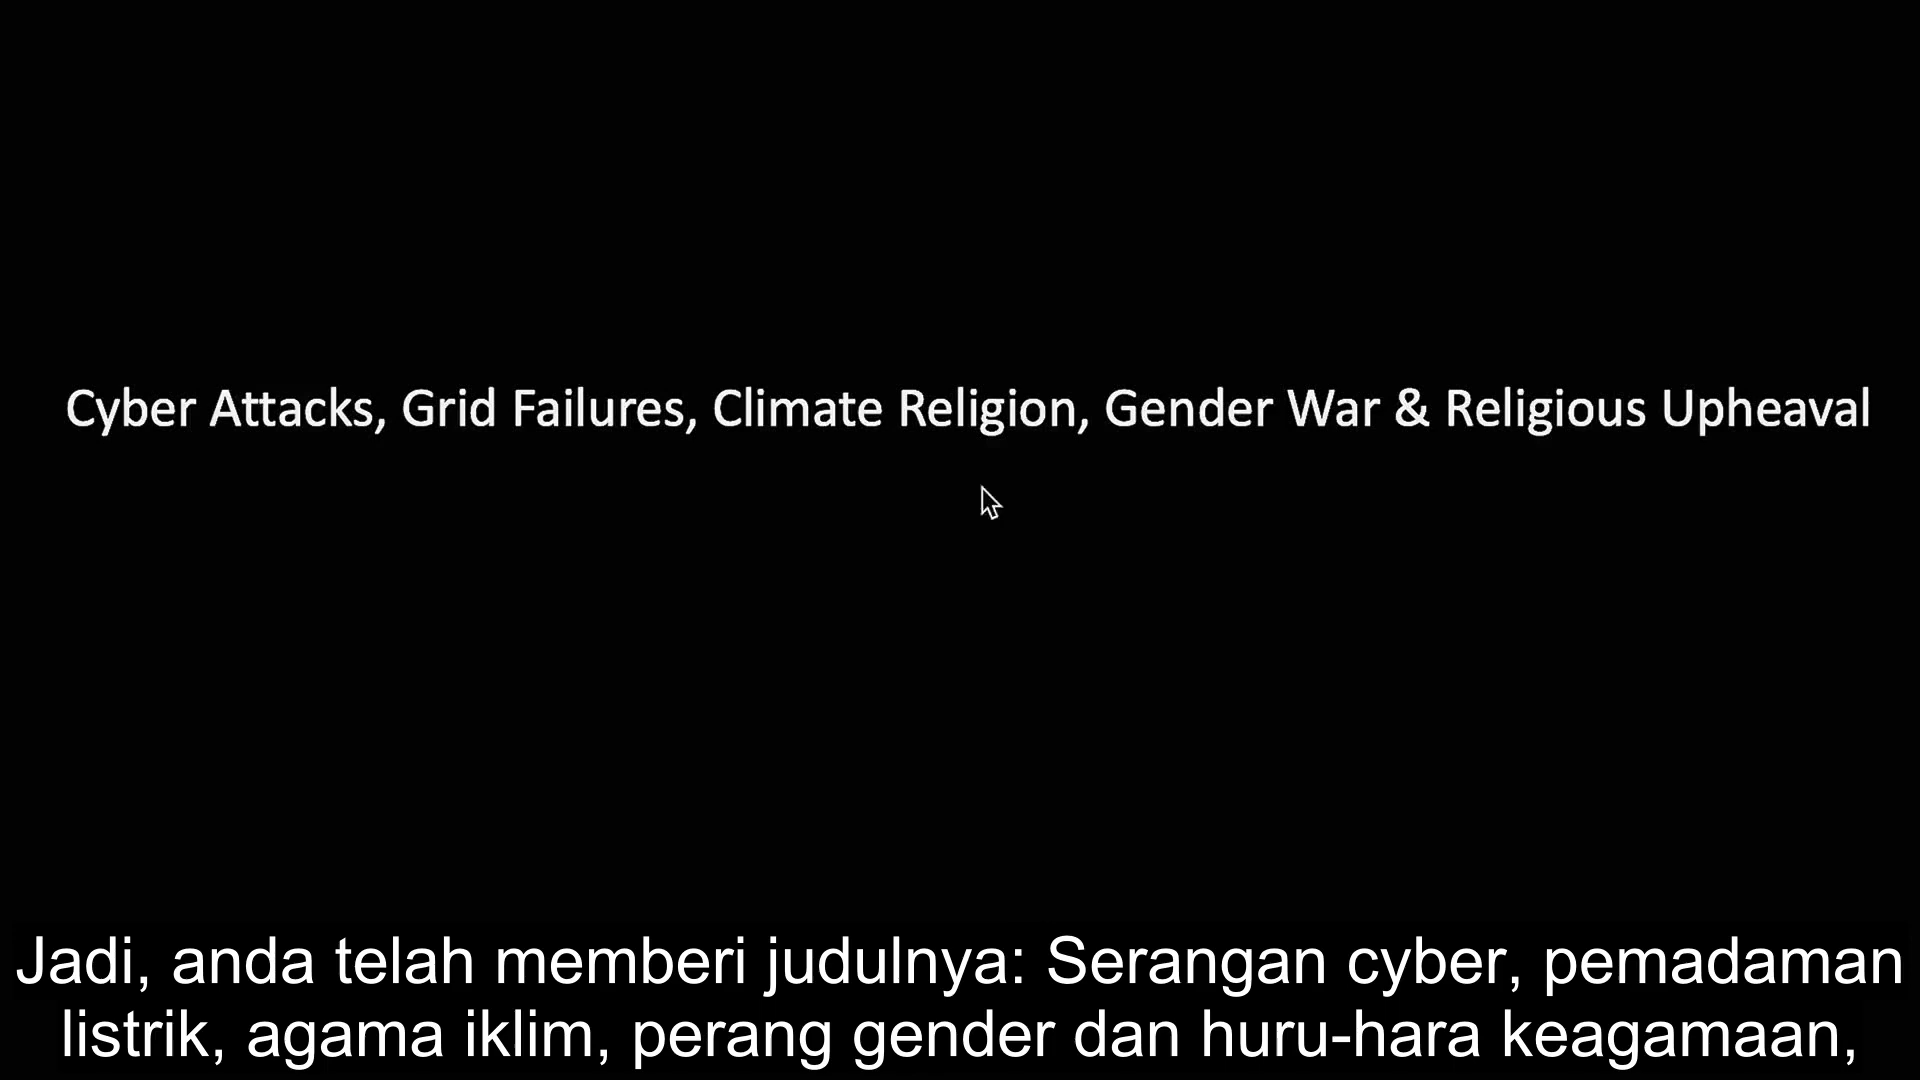 Cyber Attacks, Grid Failures, Climate Religion, Gender War & Religious Upheaval
Jadi, anda telah memberi judulnya: Serangan cyber, pemadaman
listrik, agama iklim, perang gender dan huru-hara keagamaan,